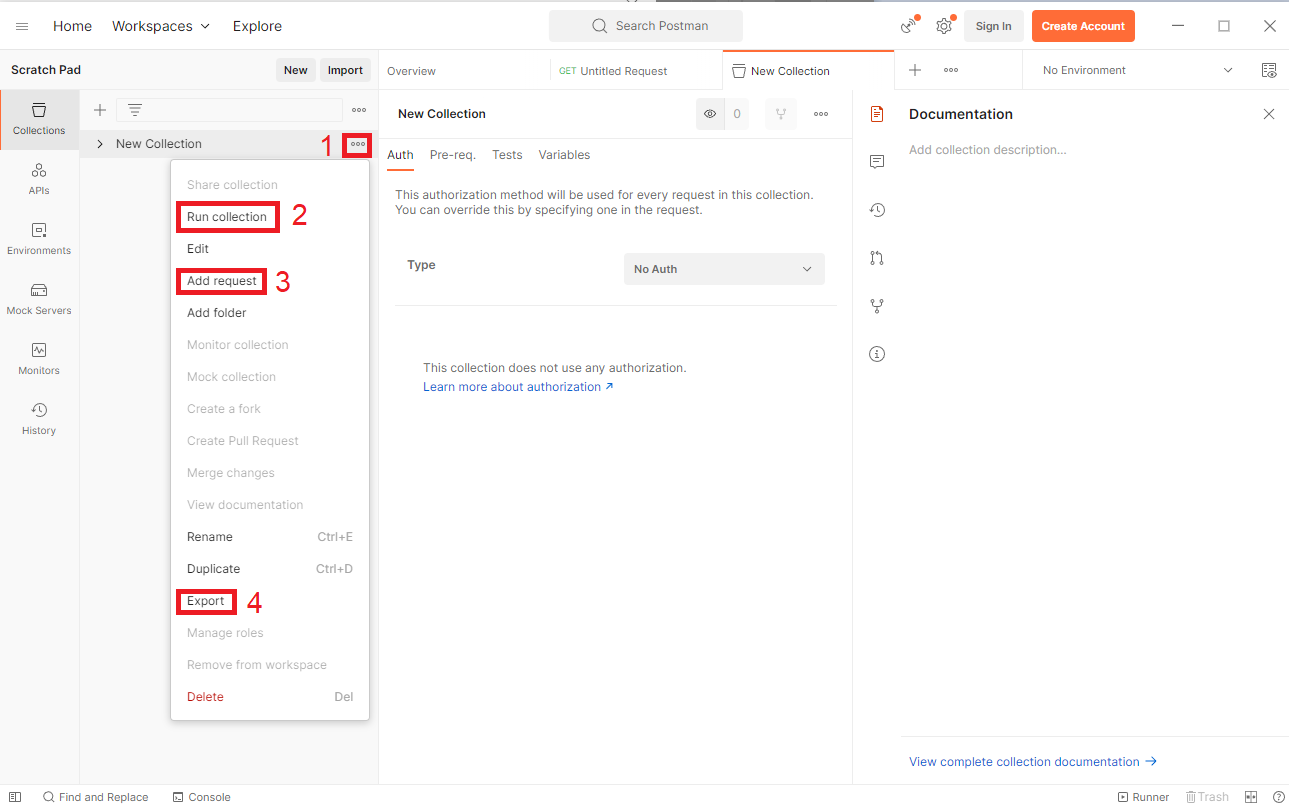 Home
Workspaces
Explore
Search Postman
Sign In
Create Account
Scratch Pad
New
Import
Overview
GET Untitled Request
New Collection
No Environment
Collections
APIs
Environments
Mock Servers
Monitors
History
New Collection
1
Share collection
Run collection
2
Edit
Add request
3
Add folder
Monitor collection
Mock collection
Create a fork
Create Pull Request
Merge changes
View documentation
Rename Ctrl+E
Duplicate Ctrl+D
Export
4
Manage roles
Remove from workspace
Delete Del
New Collection
0
Auth
Pre-req.
Tests
Variables
This authorization method will be used for every request in this collection.
You can override this by specifying one in the request.
Type
No Auth
This collection does not use any authorization.
Learn more about authorization ↗
Documentation
Add collection description...
View complete collection documentation →
Find and Replace
Console
Runner
Trash